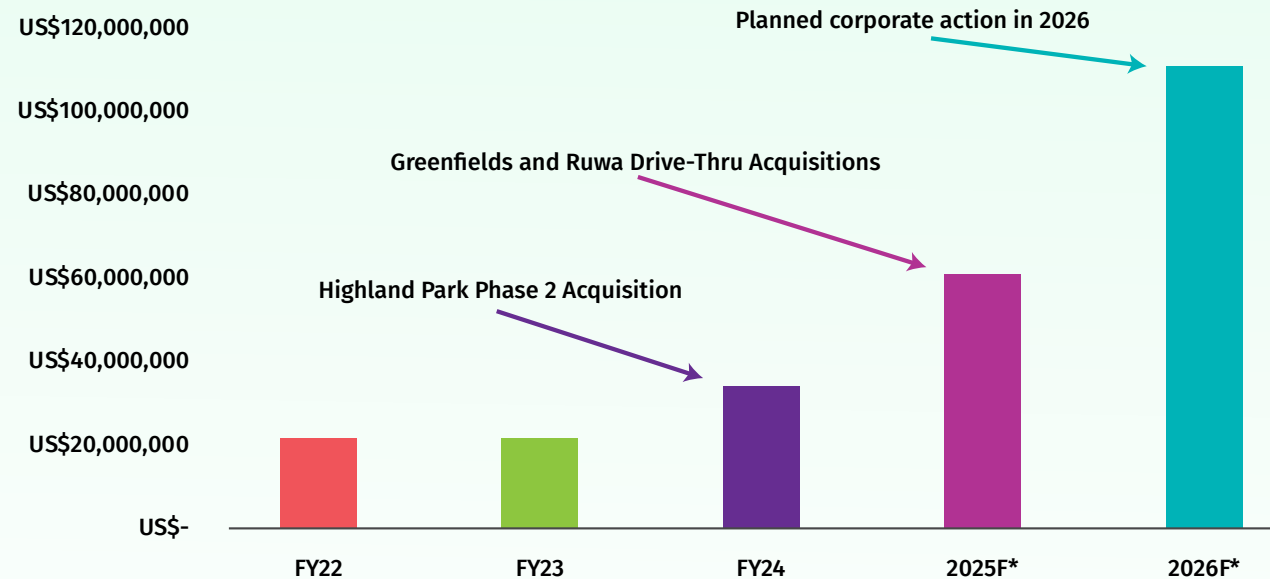 US$120,000,000
US$100,000,000
US$80,000,000
US$60,000,000
US$40,000,000
US$20,000,000
US$-
Planned corporate action in 2026
Greenfields and Ruwa Drive-Thru Acquisitions
Highland Park Phase 2 Acquisition
FY22
FY23
FY24
2025F*
2026F*